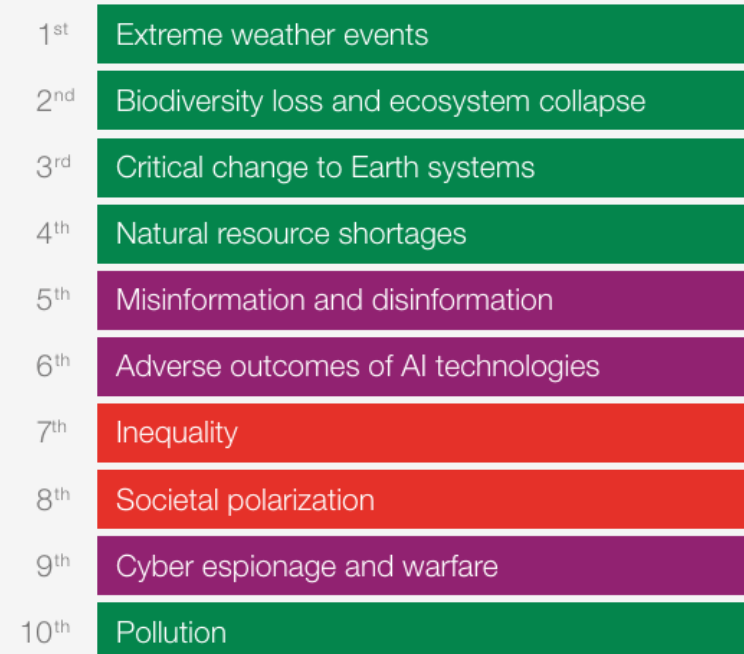 1st Extreme weather events
2nd Biodiversity loss and ecosystem collapse
3rd Critical change to Earth systems
4th Natural resource shortages
5th Misinformation and disinformation
6th Adverse outcomes of AI technologies
7th Inequality
8th Societal polarization
9th Cyber espionage and warfare
10th Pollution